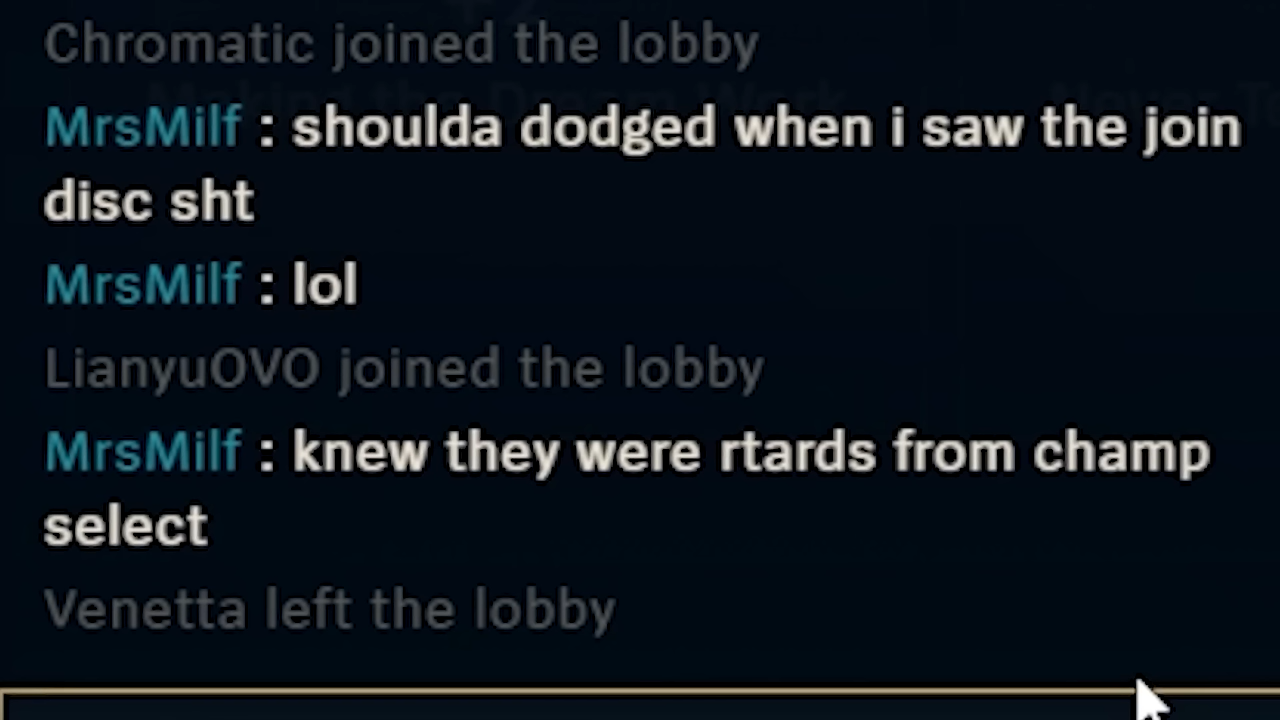 Chromatic joined the lobby
MrsMilf : shoulda dodged when i saw the join
disc sht
MrsMilf : lol
LianyuOVO joined the lobby
MrsMilf : knew they were rtards from champ
select
Venetta left the lobby